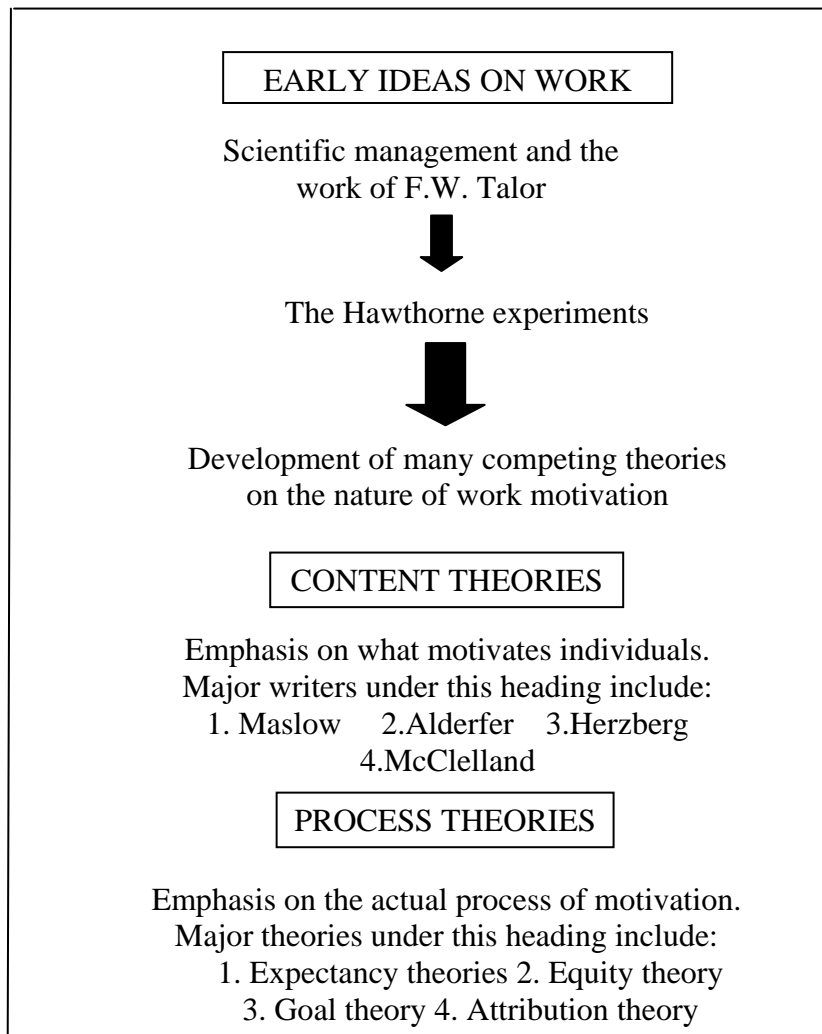 EARLY IDEAS ON WORK
Scientific management and the
work of F.W. Talor
The Hawthorne experiments
Development of many competing theories
on the nature of work motivation
CONTENT THEORIES
Emphasis on what motivates individuals.
Major writers under this heading include:
1. Maslow 2.Alderfer 3.Herzberg
4.McClelland
PROCESS THEORIES
Emphasis on the actual process of motivation.
Major theories under this heading include:
1. Expectancy theories 2. Equity theory
3. Goal theory 4. Attribution theory